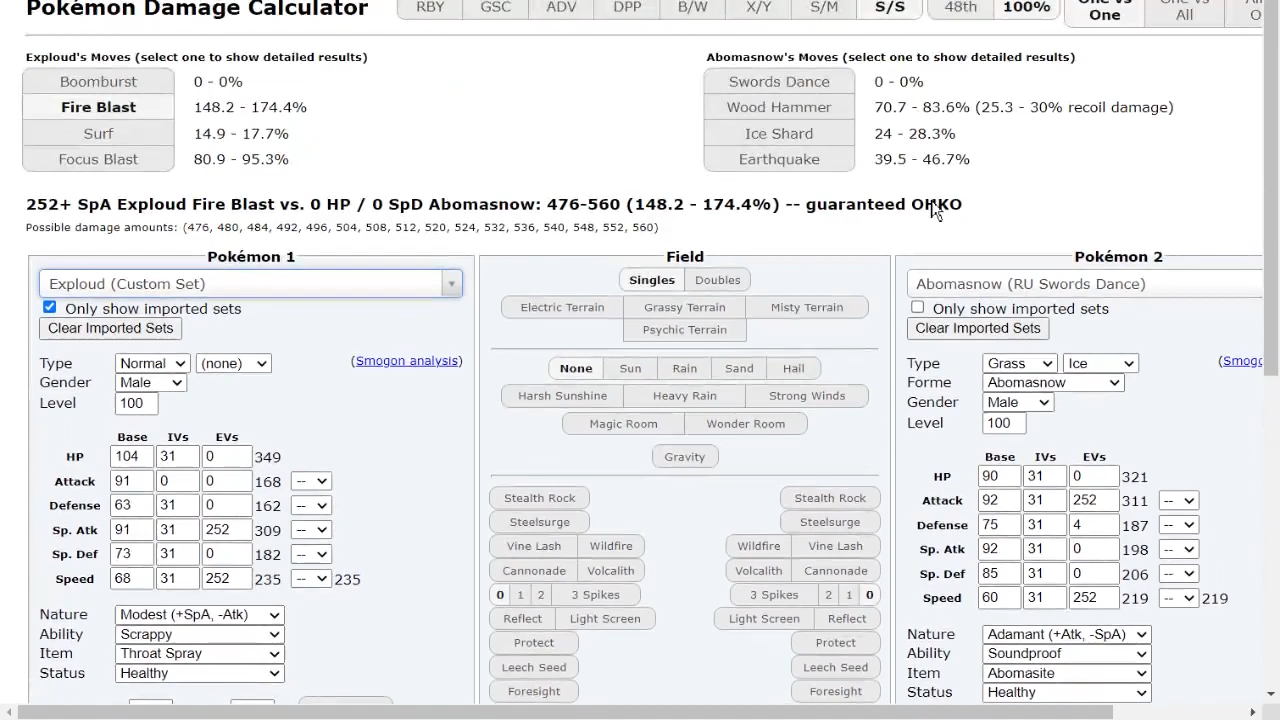 Pokémon Damage Calculator RBY GSC ADV DPP B/W X/Y S/M S/S 48th 100% One vs One One vs All
Exploud's Moves (select one to show detailed results) Abomasnow's Moves (select one to show detailed results)
Boomburst 0 - 0% Swords Dance 0 - 0%
Fire Blast 148.2 - 174.4% Wood Hammer 70.7 - 83.6% (25.3 - 30% recoil damage)
Surf 14.9 - 17.7% Ice Shard 24 - 28.3%
Focus Blast 80.9 - 95.3% Earthquake 39.5 - 46.7%
252+ SpA Exploud Fire Blast vs. 0 HP / 0 SpD Abomasnow: 476-560 (148.2 - 174.4%) -- guaranteed OHKO
Possible damage amounts: (476, 480, 484, 492, 496, 504, 508, 512, 520, 524, 532, 536, 540, 548, 552, 560)
Pokémon 1
Exploud (Custom Set)
Only show imported sets
Clear Imported Sets
Type Normal (none) (Smogon analysis)
Gender Male
Level 100
Base IVs EVs
HP 104 31 0 349
Attack 91 0 0 168 --
Defense 63 31 0 162 --
Sp. Atk 91 31 252 309 --
Sp. Def 73 31 0 182 --
Speed 68 31 252 235 -- 235
Nature Modest (+SpA, -Atk)
Ability Scrappy
Item Throat Spray
Status Healthy
Field
Singles Doubles
Electric Terrain Grassy Terrain Misty Terrain
Psychic Terrain
None Sun Rain Sand Hail
Harsh Sunshine Heavy Rain Strong Winds
Magic Room Wonder Room
Gravity
Stealth Rock Stealth Rock
Steelsurge Steelsurge
Vine Lash Wildfire Wildfire Vine Lash
Cannonade Volcalith Volcalith Cannonade
0 1 2 3 Spikes 3 Spikes 2 1 0
Reflect Light Screen Light Screen Reflect
Protect Protect
Leech Seed Leech Seed
Foresight Foresight
Pokémon 2
Abomasnow (RU Swords Dance)
Only show imported sets
Clear Imported Sets
Type Grass Ice (Smog
Forme Abomasnow
Gender Male
Level 100
Base IVs EVs
HP 90 31 0 321
Attack 92 31 252 311 --
Defense 75 31 4 187 --
Sp. Atk 92 31 0 198 --
Sp. Def 85 31 0 206 --
Speed 60 31 252 219 -- 219
Nature Adamant (+Atk, -SpA)
Ability Soundproof
Item Abomasite
Status Healthy